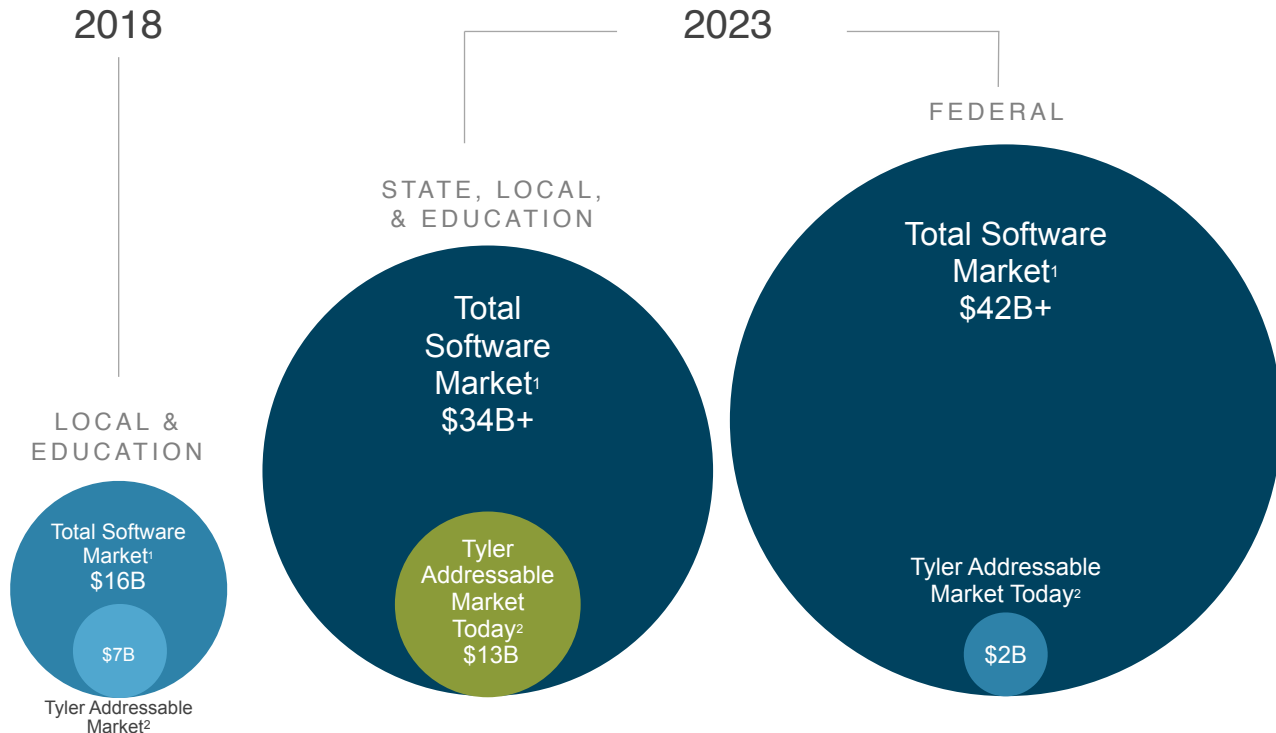 2018
LOCAL &
EDUCATION
Total Software
Market¹
$16B
$7B
Tyler Addressable
Market²
2023
STATE, LOCAL,
& EDUCATION
Total
Software
Market¹
$34B+
Tyler
Addressable
Market
Today²
$13B
FEDERAL
Total Software
Market¹
$42B+
Tyler Addressable
Market Today²
$2B